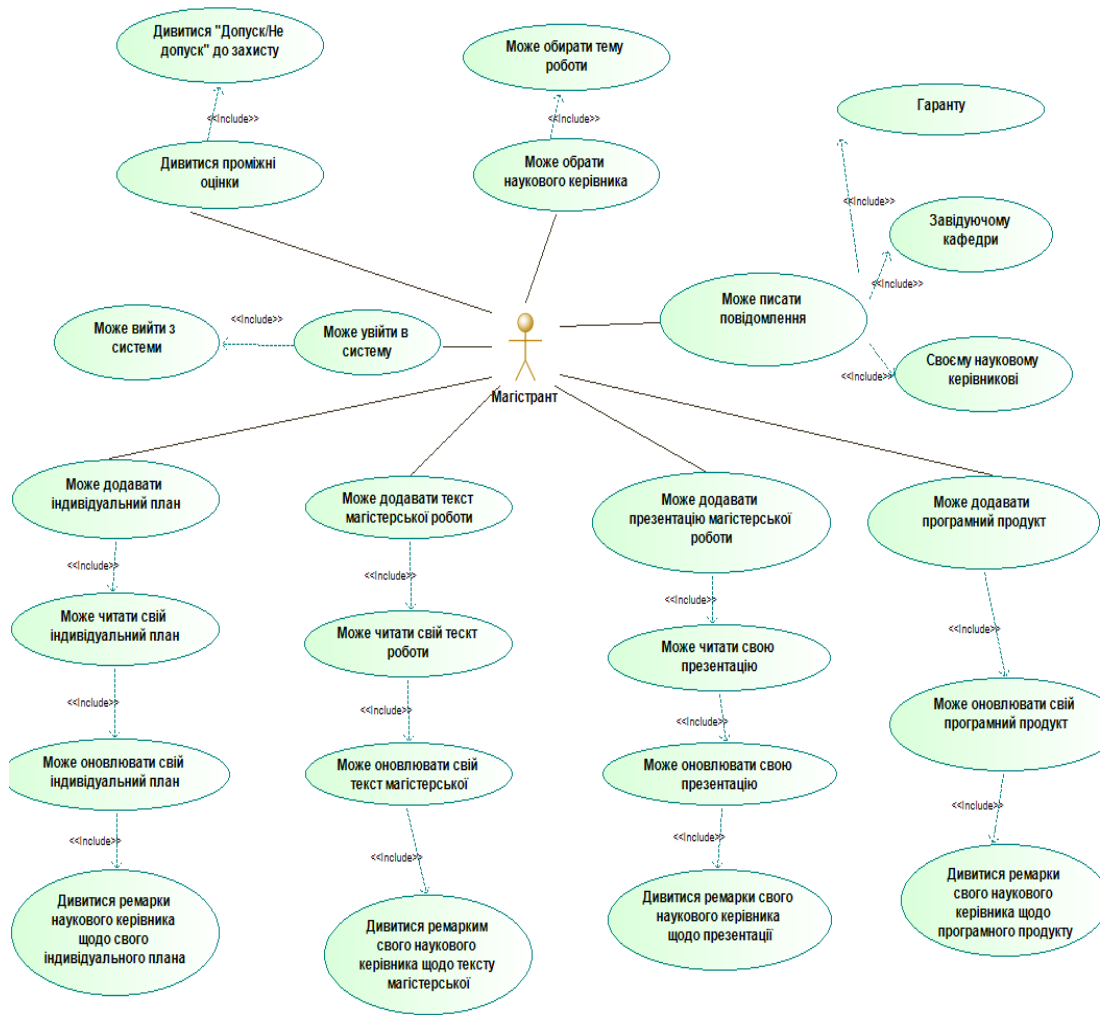 Дивитися "Допуск/Не
допуск" до захисту
<<Include>>
Дивитися проміжні
оцінки
Може обирати тему
роботи
<<Include>>
Може обрати
наукового керівника
Гаранту
<<Include>>
Завідуючому
кафедри
<<Include>>
Може писати
повідомлення
<<Include>>
Своєму науковому
керівникові
Може вийти з
системи
<<Include>>
Може увійти в
систему
Магістрант
Може додавати
індивідуальний план
<<Include>>
Може читати свій
індивідуальний план
<<Include>>
Може оновлювати свій
індивідуальний план
<<Include>>
Дивитися ремарки
наукового керівника
щодо свого
індивідуального плана
Може додавати текст
магістерської роботи
<<Include>>
Може читати свій тескт
роботи
<<Include>>
Може оновлювати свій
текст магістерської
<<Include>>
Дивитися ремарким
свого наукового
керівника щодо тексту
магістерської
Може додавати
презентацію магістерської
роботи
<<Include>>
Може читати свою
презентацію
<<Include>>
Може оновлювати свою
презентацію
<<Include>>
Дивитися ремарки свого
наукового керівника
щодо презентації
Може додавати
програмний продукт
<<Include>>
Може оновлювати свій
програмний продукт
<<Include>>
Дивитися ремарки
свого наукового
керівника щодо
програмного продукту